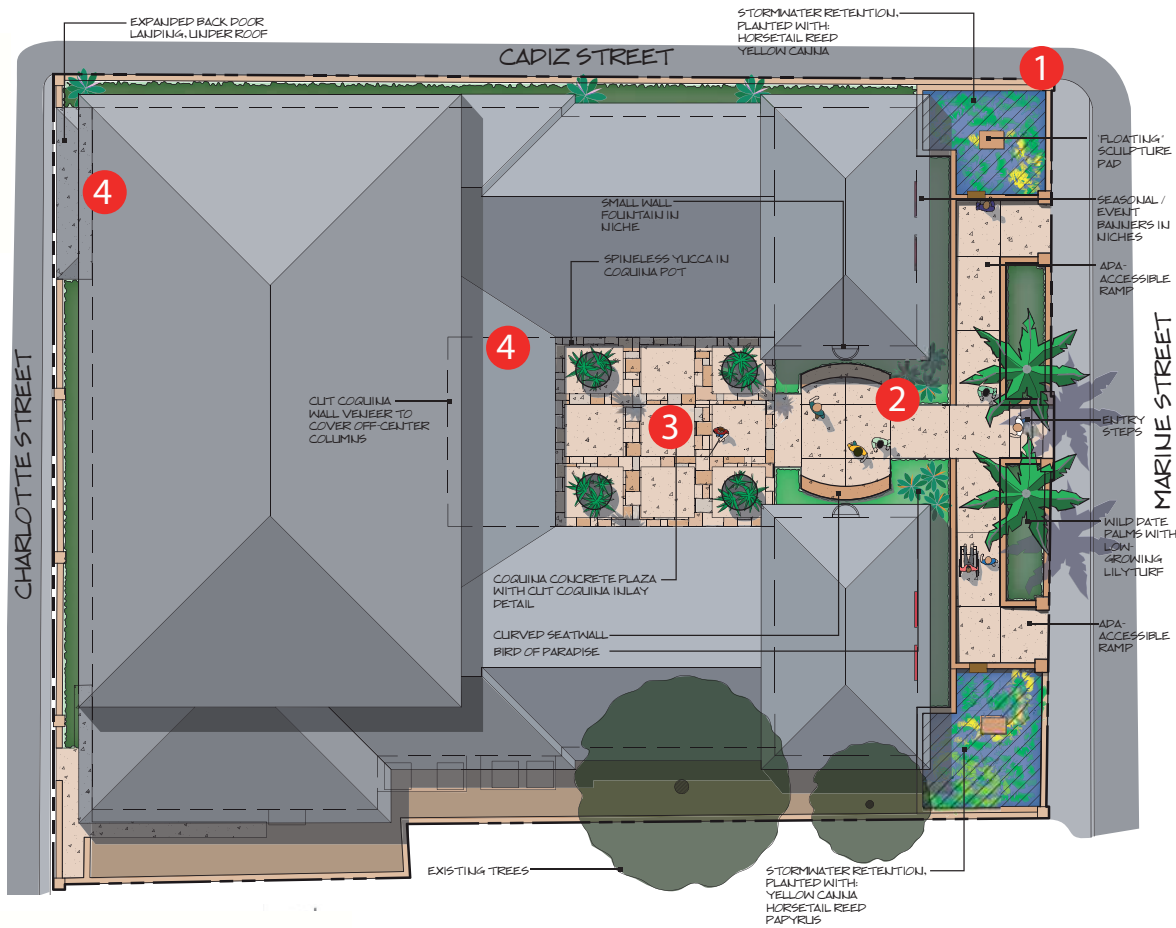 EXPANDED BACK DOOR
LANDING, UNDER ROOF
STORMWATER RETENTION,
PLANTED WITH:
HORSETAIL REED
YELLOW CANNA
CADIZ STREET
1
'FLOATING'
SCULPTURE
PAD
4
SMALL WALL
FOUNTAIN IN
NICHE
SEASONAL /
EVENT
BANNERS IN
NICHES
SPINELESS YUCCA IN
COQUINA POT
ADA-
ACCESSIBLE
RAMP
4
MARINE STREET
CHARLOTTE STREET
CUT COQUINA
WALL VENEER TO
COVER OFF-CENTER
COLUMNS
2
3
ENTRY
STEPS
WILD DATE
PALMS WITH
LOW-
GROWING
LILYTURF
COQUINA CONCRETE PLAZA
WITH CUT COQUINA INLAY
DETAIL
CURVED SEATWALL
BIRD OF PARADISE
ADA-
ACCESSIBLE
RAMP
EXISTING TREES
STORMWATER RETENTION,
PLANTED WITH:
YELLOW CANNA
HORSETAIL REED
PAPYRUS